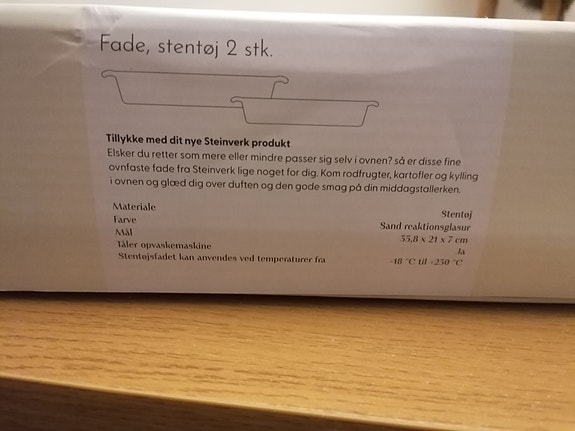 Fade, stentøj 2 stk.
Tillykke med dit nye Steinverk produkt
Elsker du retter som mere eller mindre passer sig selv i ovnen? så er disse fine
ovnfaste fade fra Steinverk lige noget for dig. Kom rodfrugter, kartofler og kylling
i ovnen og glæd dig over duften og den gode smag på din middagstallerken.
Materiale Stentøj
Farve Sand reaktionsglasur
Mål 35,8 x 21 x 7 cm
Tåler opvaskemaskine Ja
Stentøjsfadet kan anvendes ved temperaturer fra -18 °C til +230 °C